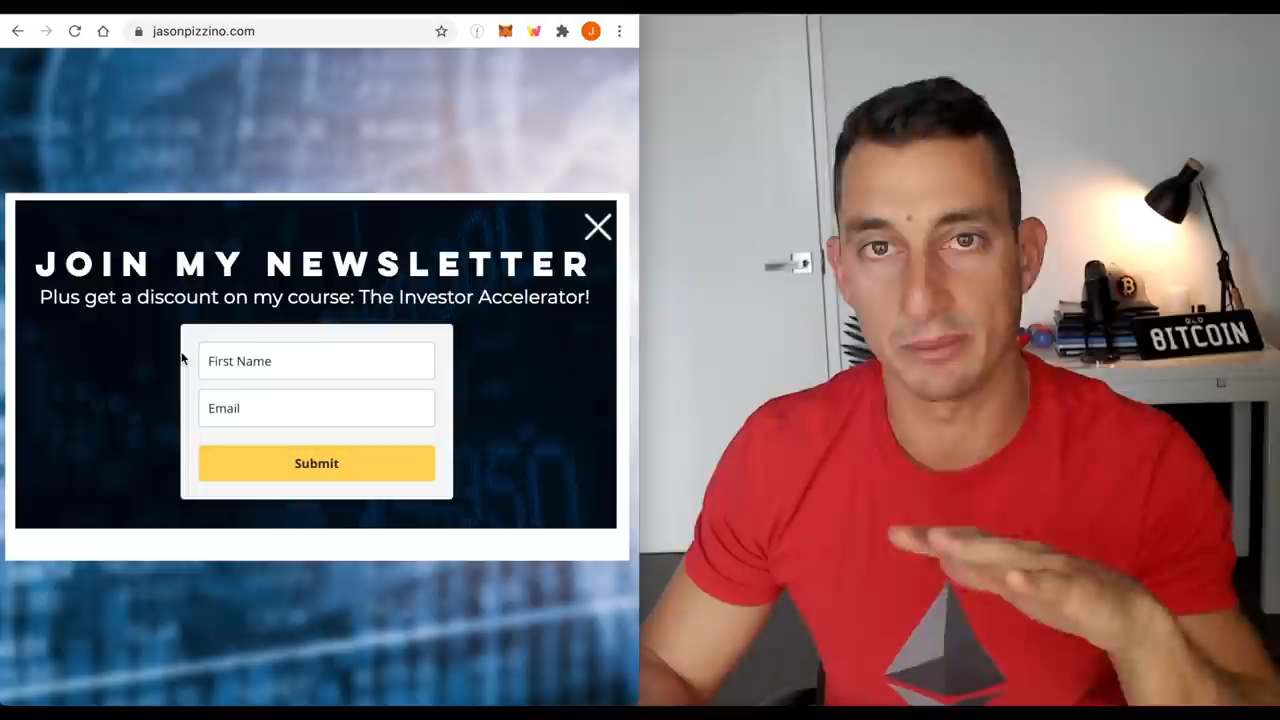 jasonpizzino.com
J
JOIN MY NEWSLETTER
Plus get a discount on my course: The Investor Accelerator!
First Name
Email
Submit
QLD
BITCOIN